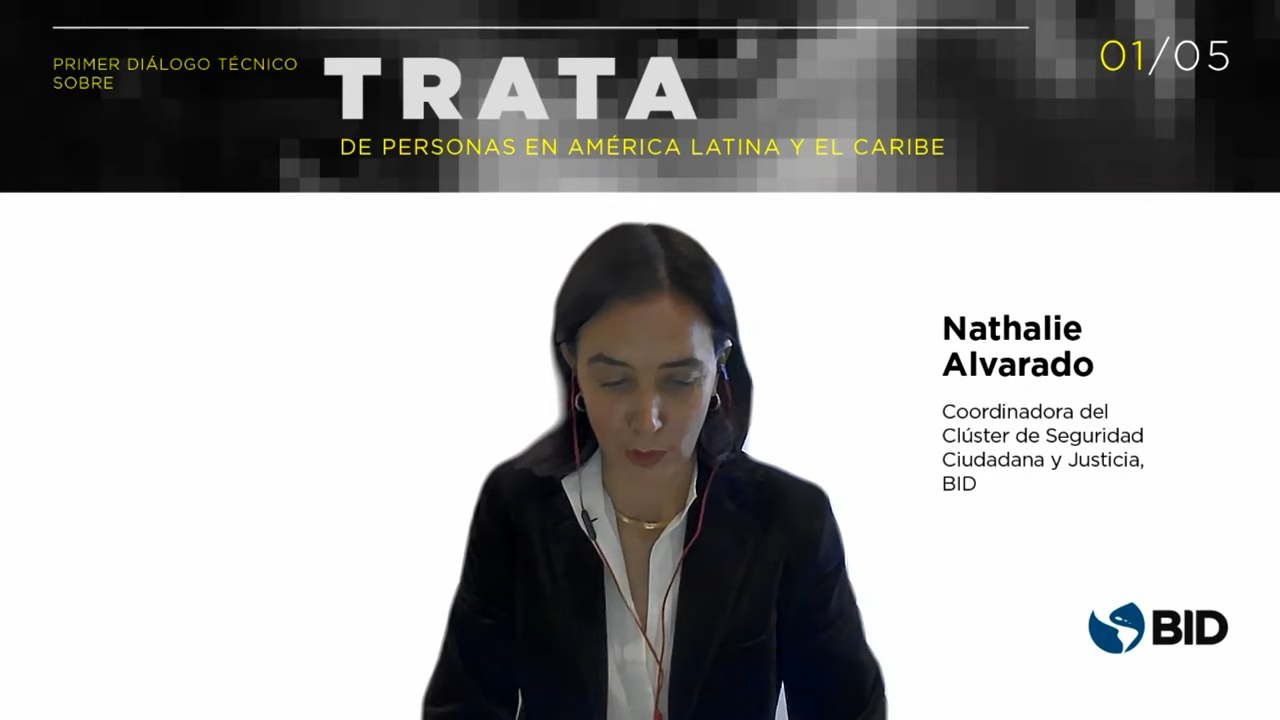 PRIMER DIÁLOGO TÉCNICO
SOBRE
TRATA
DE PERSONAS EN AMÉRICA LATINA Y EL CARIBE
01/05
Nathalie
Alvarado
Coordinadora del
Clúster de Seguridad
Ciudadana y Justicia,
BID
BID